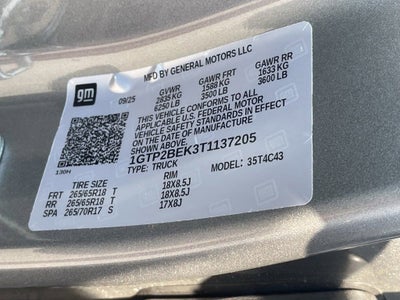 MFD BY GENERAL MOTORS LLC
gm
09/25
GVWR GAWR FRT GAWR RR
2835 KG 1588 KG 1633 KG
6250 LB 3500 LB 3600 LB
THIS VEHICLE CONFORMS TO ALL
APPLICABLE U.S. FEDERAL MOTOR
VEHICLE SAFETY STANDARDS IN EFFECT
ON THE DATE OF MANUFACTURE
SHOWN ABOVE.
1GTP2BEK3T1137205
TYPE: TRUCK MODEL: 35T4C43
130H
TIRE SIZE RIM
FRT 265/65R18 T 18X8.5J
RR 265/65R18 T 18X8.5J
SPA 265/70R17 S 17X8J